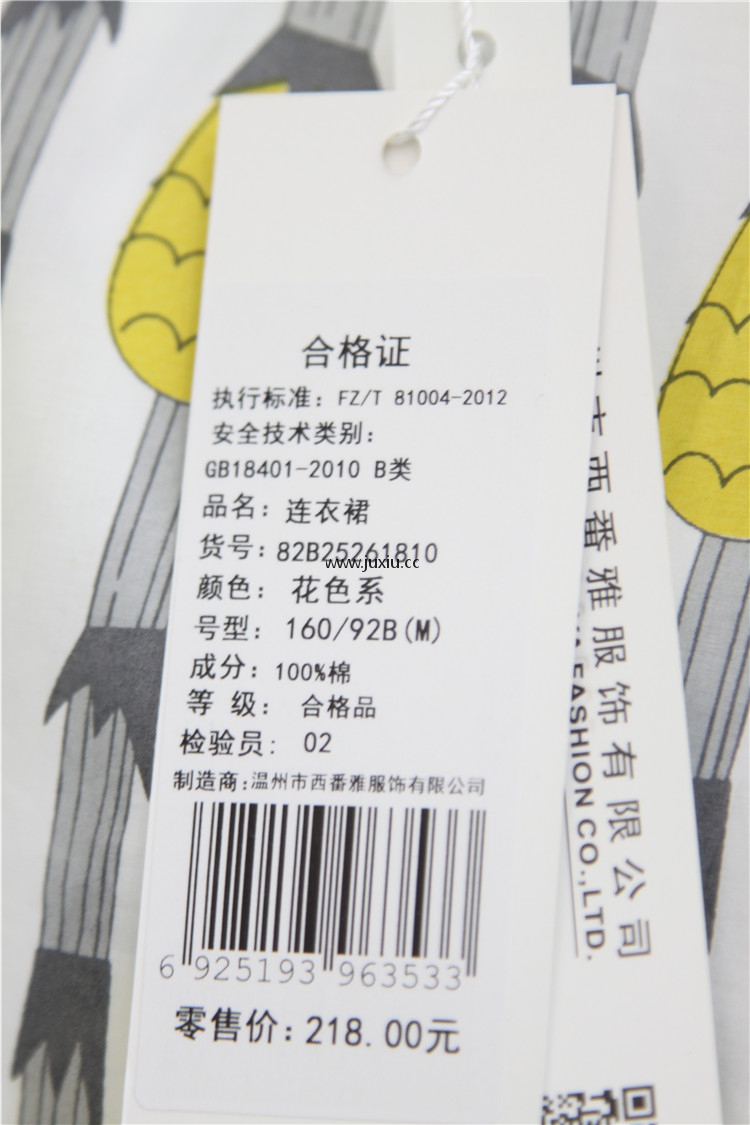 合格证
执行标准：FZ/T 81004-2012
安全技术类别：
GB18401-2010 B类
品名：连衣裙
货号：82B25261810
www.juxiu.cc
颜色：花色系
号型：160/92B(M)
成分：100%棉
等 级：合格品
检验员：02
制造商:温州市西番雅服饰有限公司
6 925193 963533
零售价：218.00元
西番雅服饰有限公司
FASHION CO.,LTD.